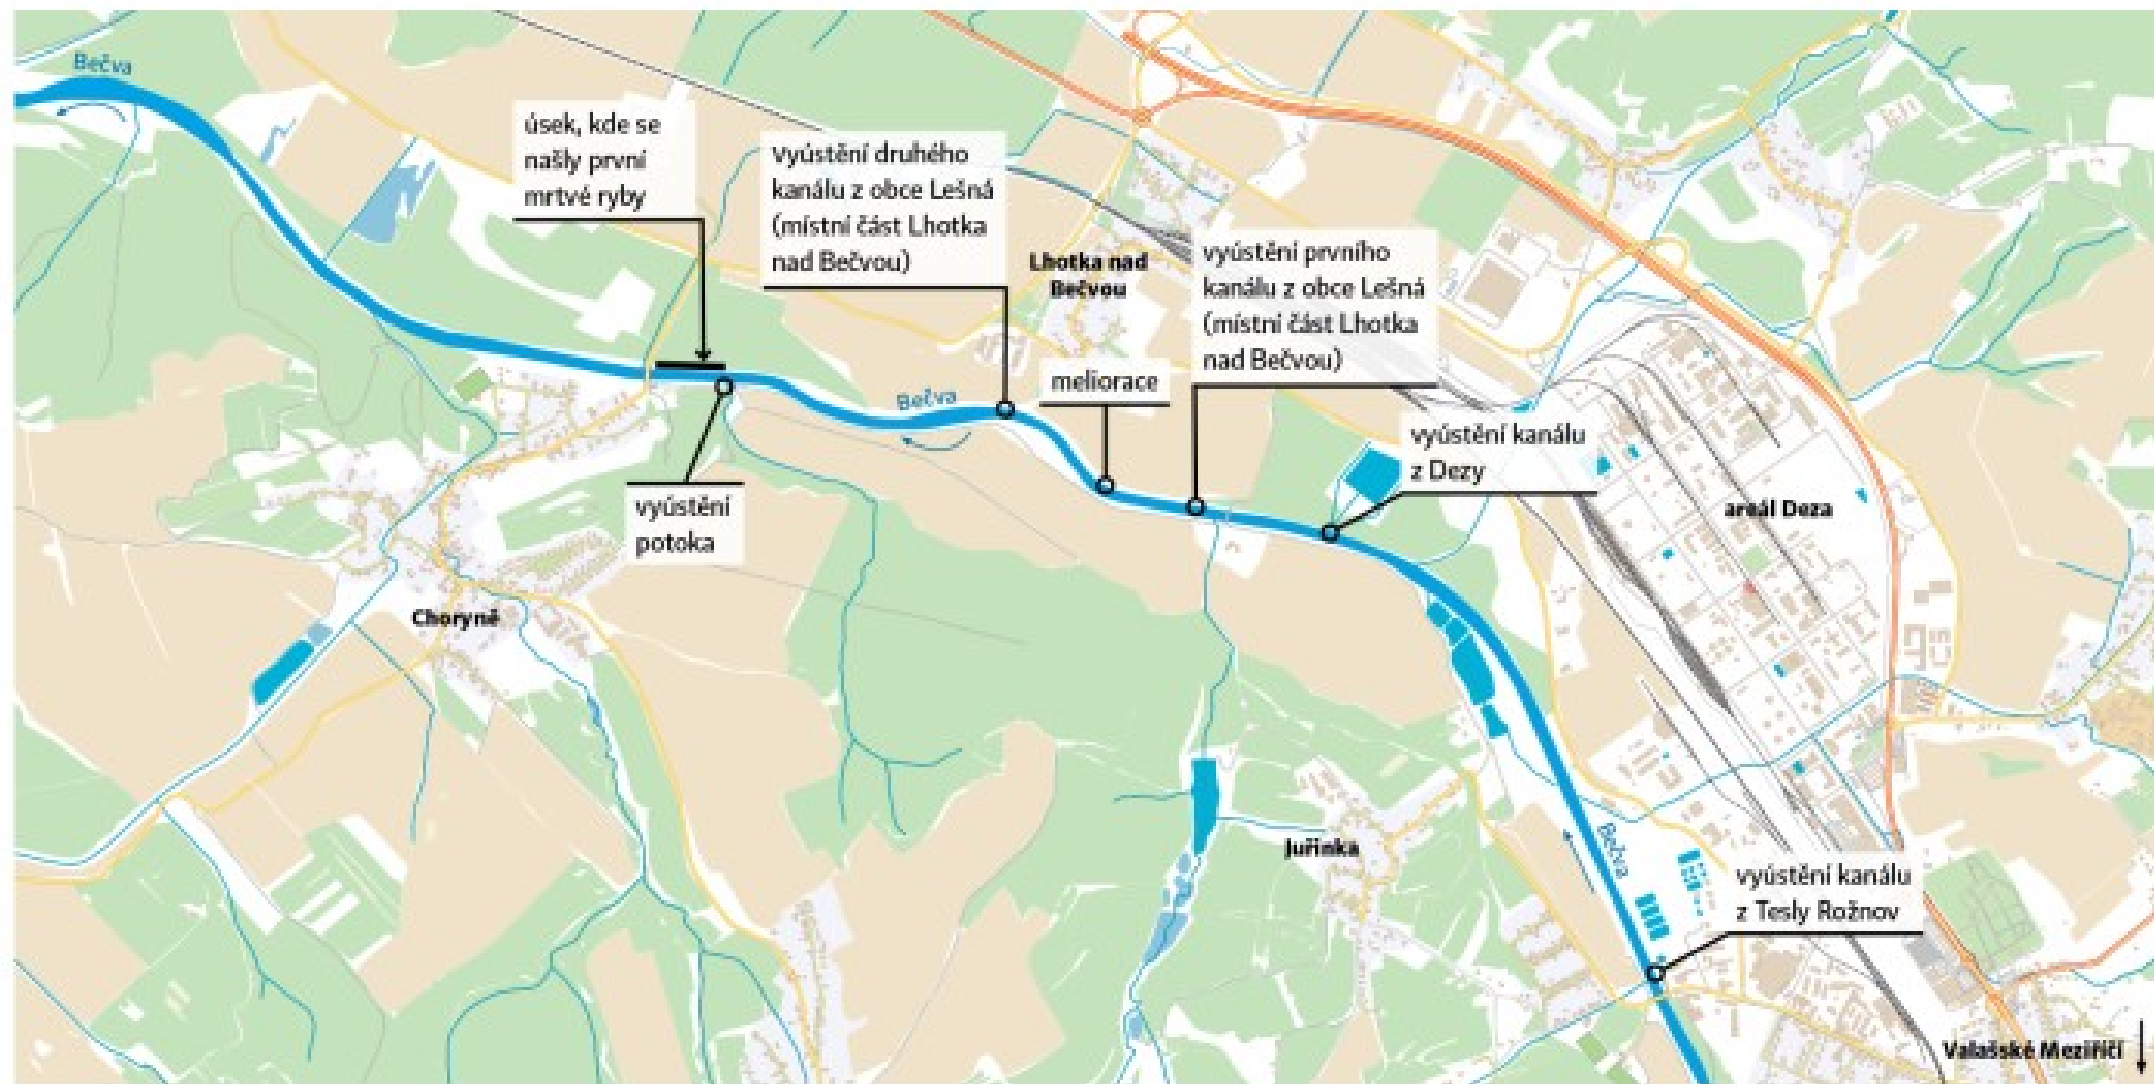 Bečva
úsek, kde se
našly první
mrtvé ryby
Vyústění druhého
kanálu z obce Lešná
(místní část Lhotka
nad Bečvou)
Lhotka nad
Bečvou
vyústění prvního
kanálu z obce Lešná
(místní část Lhotka
nad Bečvou)
meliorace
Bečva
vyústění kanálu
z Dezy
areál Deza
vyústění
potoka
Choryně
Juřinka
Bečva
vyústění kanálu
z Tesly Rožnov
Valašské Meziříčí